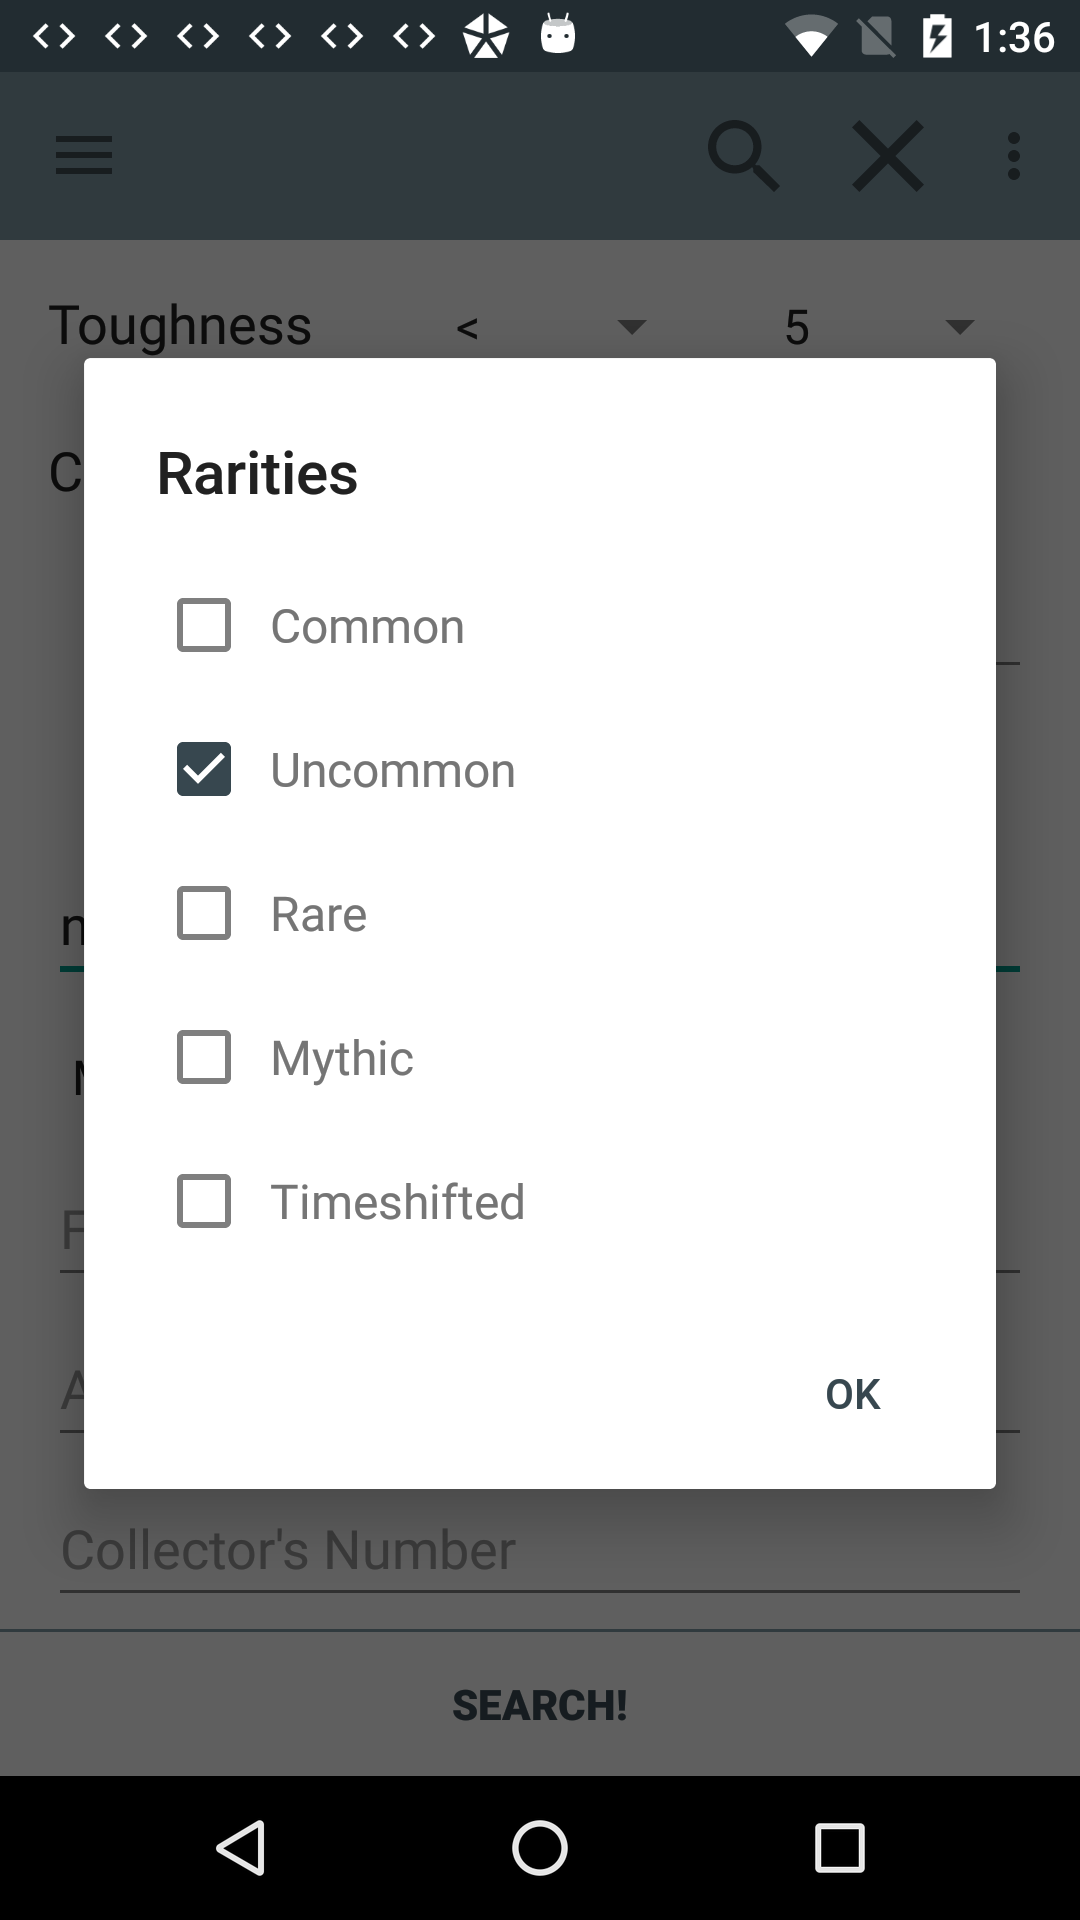 1:36
Toughness < 5
C
Rarities
Common
Uncommon
Rare
Mythic
Timeshifted
OK
Collector's Number
SEARCH!